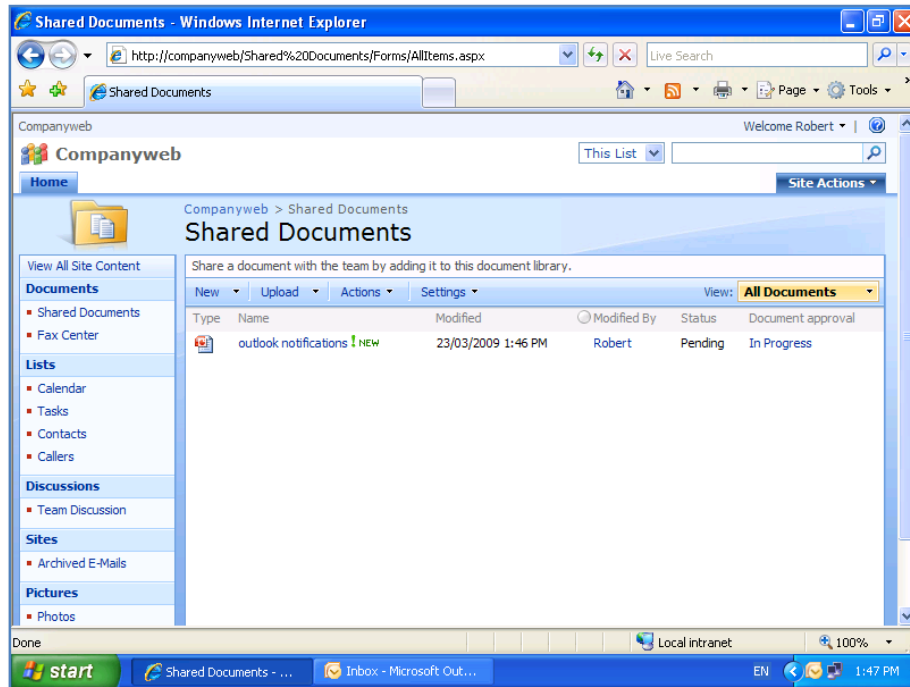 Shared Documents - Windows Internet Explorer
http://companyweb/Shared%20Documents/Forms/AllItems.aspx
Live Search
Shared Documents
Page
Tools
Companyweb
Welcome Robert
Companyweb
This List
Home
Site Actions
Companyweb > Shared Documents
Shared Documents
View All Site Content
Share a document with the team by adding it to this document library.
Documents
New Upload Actions Settings View: All Documents
Shared Documents
Type Name Modified Modified By Status Document approval
Fax Center
outlook notifications ! NEW 23/03/2009 1:46 PM Robert Pending In Progress
Lists
Calendar
Tasks
Contacts
Callers
Discussions
Team Discussion
Sites
Archived E-Mails
Pictures
Photos
Done
Local intranet
100%
start
Shared Documents - ...
Inbox - Microsoft Out...
EN
1:47 PM